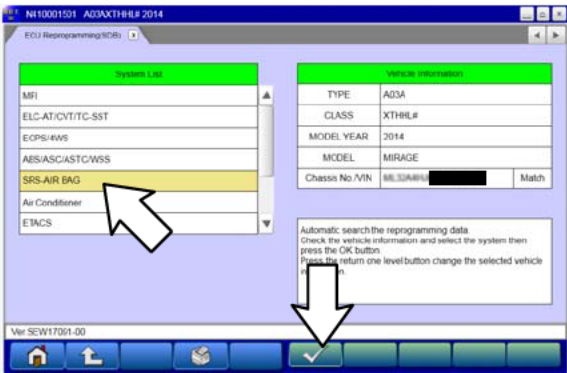 N410001501 A03AXTHHL# 2014
ECU Reprogramming(SDB)
System List
MFI
ELC-AT/CVT/TC-SST
ECPS/4WS
ABS/ASC/ASTC/WSS
SRS-AIR BAG
Air Conditioner
ETACS
Vehicle Information
TYPE A03A
CLASS XTHHL#
MODEL YEAR 2014
MODEL MIRAGE
Chassis No./VIN Match
Automatic search the reprogramming data.
Check the vehicle information and select the system then
press the OK button.
Press the return one level button change the selected vehicle
Ver.SEW17091-00